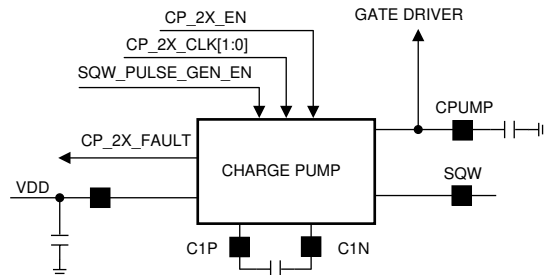 CP_2X_EN
GATE DRIVER
CP_2X_CLK[1:0]
SQW_PULSE_GEN_EN
CPUMP
CP_2X_FAULT
CHARGE PUMP
SQW
VDD
C1P
C1N